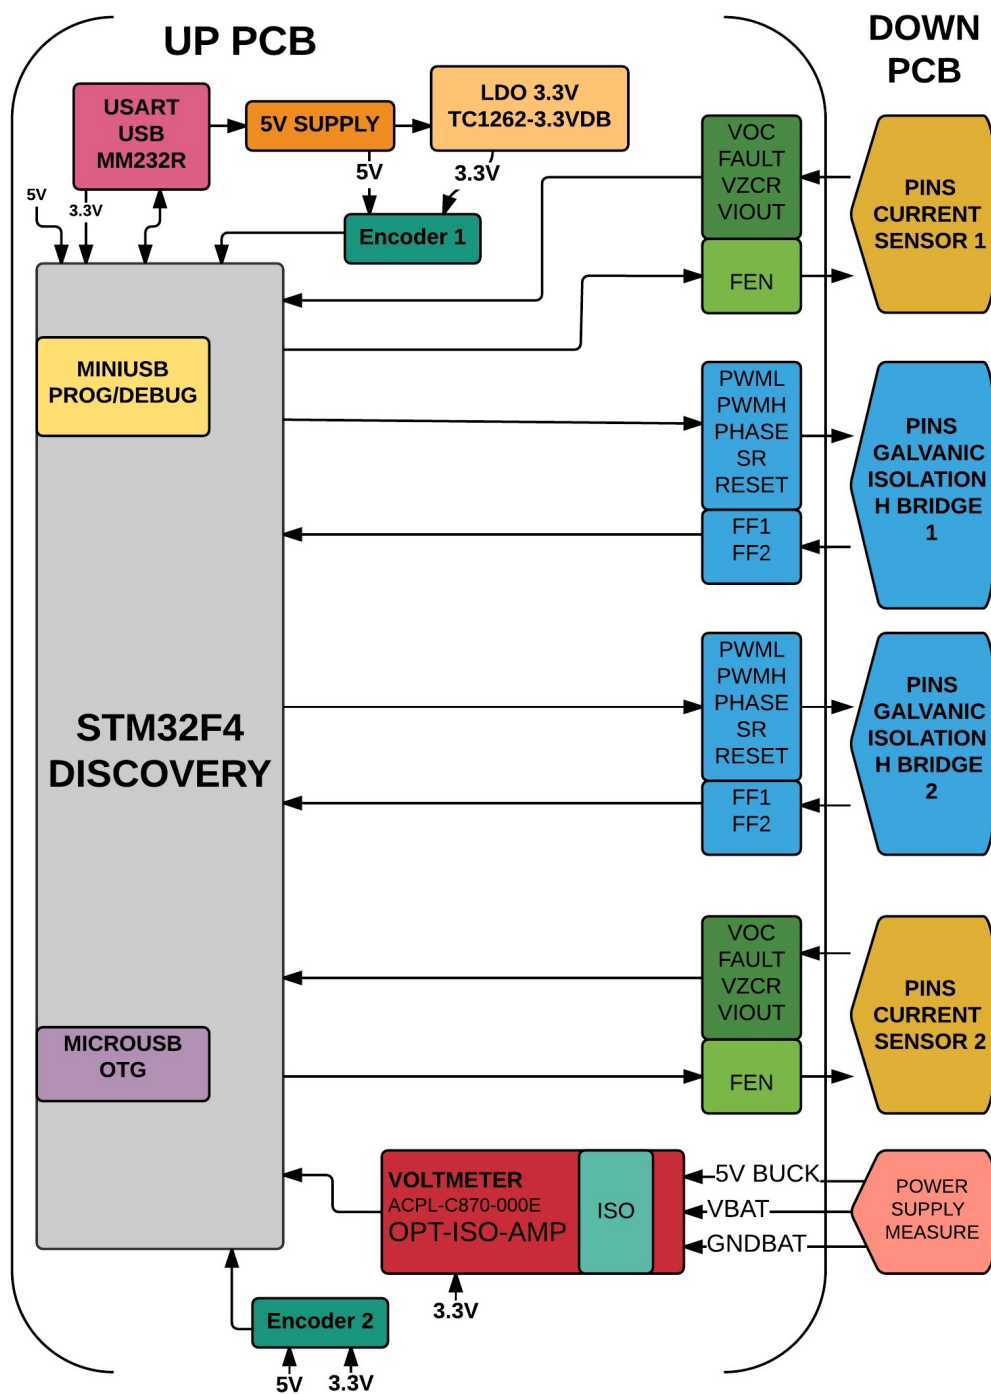 UP PCB
DOWN
PCB
USART
USB
MM232R
5V SUPPLY
LDO 3.3V
TC1262-3.3VDB
5V
3.3V
5V
3.3V
Encoder 1
VOC
FAULT
VZCR
VIOUT
FEN
PINS
CURRENT
SENSOR 1
MINIUSB
PROG/DEBUG
PWML
PWMH
PHASE
SR
RESET
FF1
FF2
PINS
GALVANIC
ISOLATION
H BRIDGE
1
STM32F4
DISCOVERY
PWML
PWMH
PHASE
SR
RESET
FF1
FF2
PINS
GALVANIC
ISOLATION
H BRIDGE
2
VOC
FAULT
VZCR
VIOUT
FEN
PINS
CURRENT
SENSOR 2
MICROUSB
OTG
VOLTMETER
ACPL-C870-000E
OPT-ISO-AMP
ISO
5V BUCK
VBAT
GNDBAT
POWER
SUPPLY
MEASURE
3.3V
Encoder 2
5V
3.3V